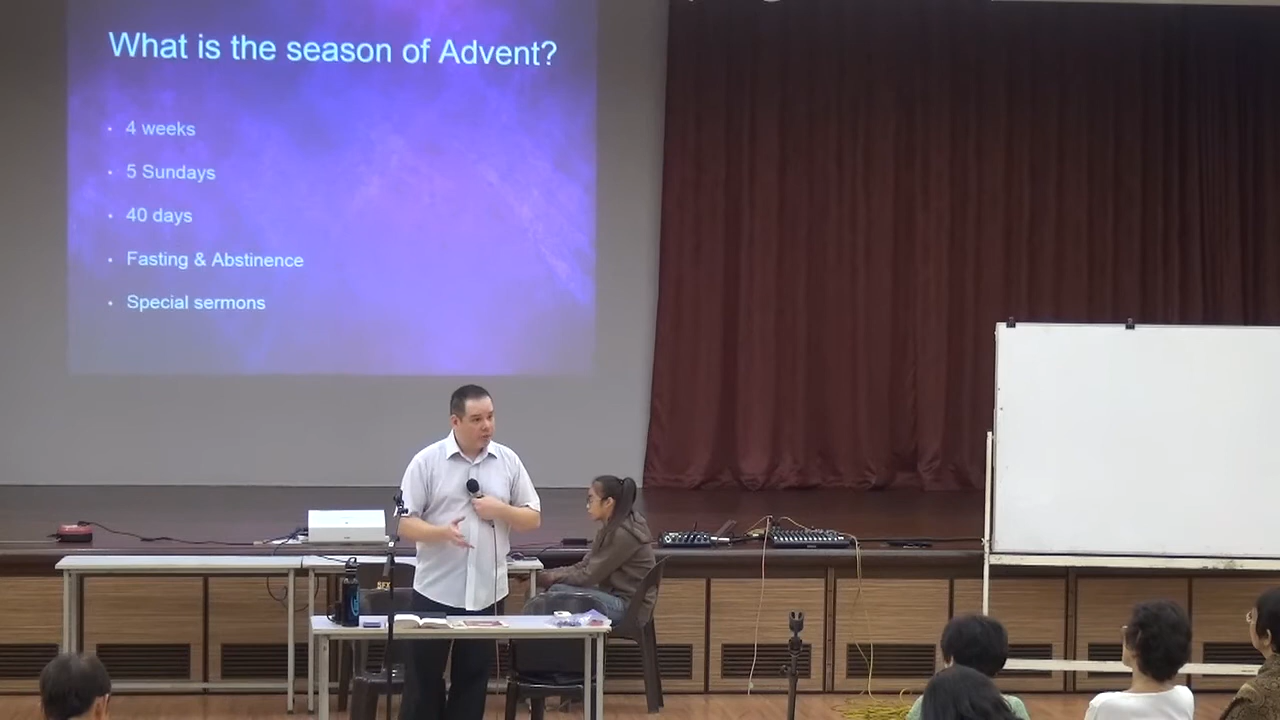 What is the season of Advent?
4 weeks
5 Sundays
40 days
Fasting & Abstinence
Special sermons